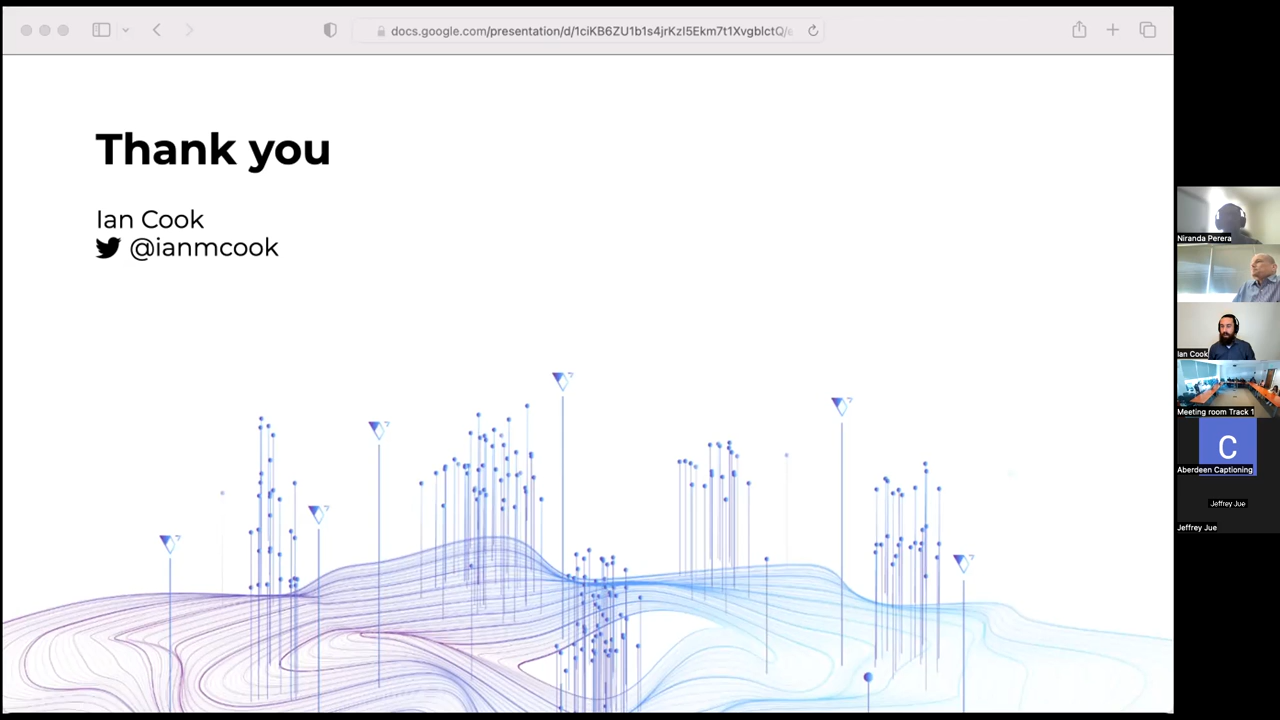 docs.google.com/presentation/d/1ciKB6ZU1b1s4jrKzI5Ekm7t1XvgblctQ/e
Thank you
Ian Cook
@ianmcook
Niranda Perera
Ian Cook
Meeting room Track 1
C
Aberdeen Captioning
Jeffrey Jue
Jeffrey Jue